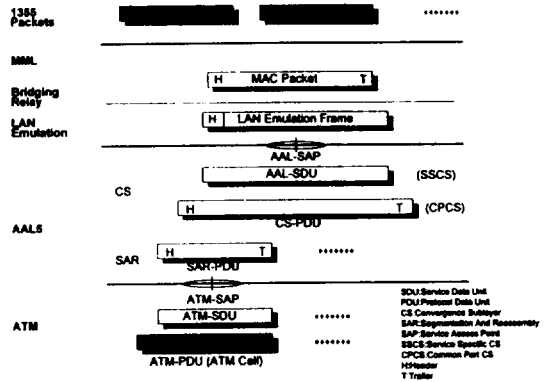 1355
Packets
MML
H MAC Packet T
Bridging
Relay
LAN
Emulation
H LAN Emulation Frame
AAL-SAP
AAL-SDU (SSCS)
CS
H T (CPCS)
CS-PDU
AAL5
H T
SAR
SAR-PDU
ATM-SAP
ATM-SDU
ATM
ATM-PDU (ATM Cell)
SDU:Service Data Unit
PDU:Protocol Data Unit
CS:Convergence Sublayer
SAR:Segmentation And Reassembly
SAP:Service Access Point
SSCS:Service Specific CS
CPCS:Common Part CS
H:Header
T:Trailer